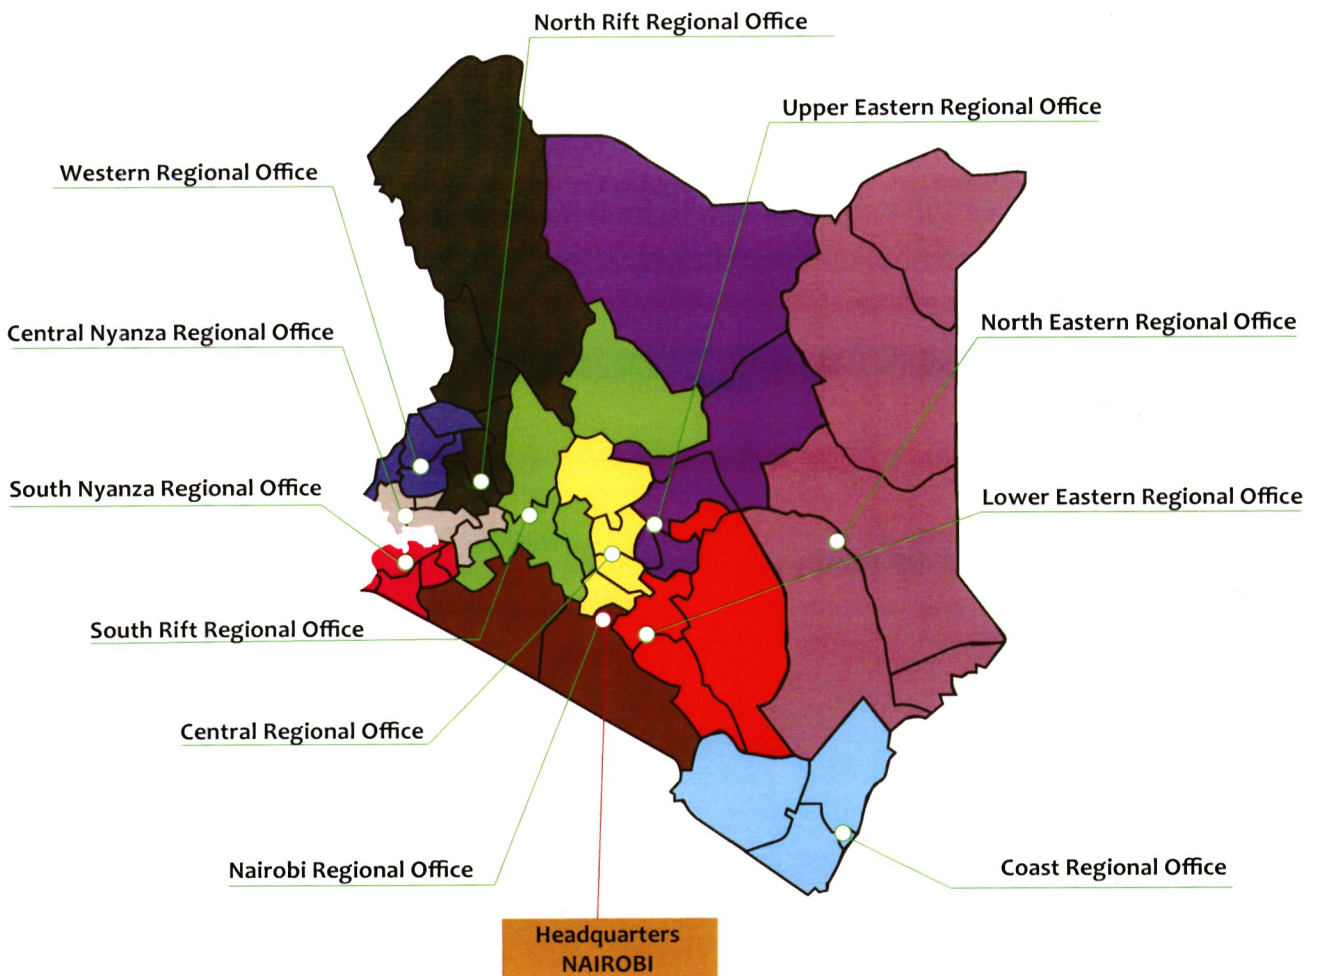 North Rift Regional Office
Upper Eastern Regional Office
Western Regional Office
North Eastern Regional Office
Central Nyanza Regional Office
South Nyanza Regional Office
Lower Eastern Regional Office
South Rift Regional Office
Central Regional Office
Nairobi Regional Office
Coast Regional Office
Headquarters
NAIROBI